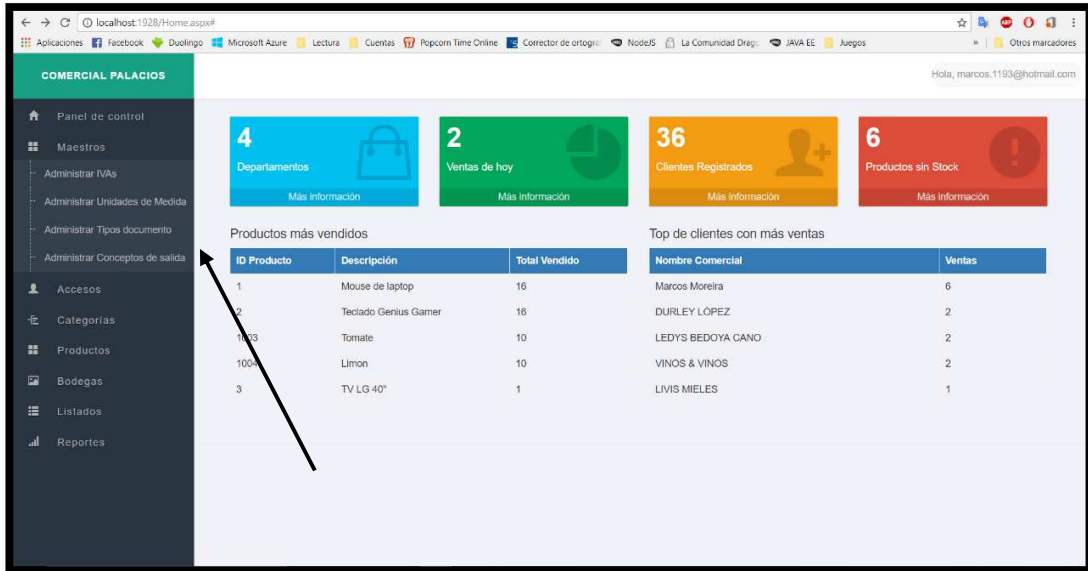 localhost:1928/Home.aspx#
Aplicaciones Facebook Duolingo Microsoft Azure Lectura Cuentas Popcorn Time Online Corrector de ortogra NodeJS La Comunidad Drag JAVA EE Juegos » Otros marcadores
COMERCIAL PALACIOS
Hola, marcos.1193@hotmail.com
Panel de control
Maestros
Administrar IVAs
Administrar Unidades de Medida
Administrar Tipos documento
Administrar Conceptos de salida
Accesos
Categorías
Productos
Bodegas
Listados
Reportes
4
Departamentos
Más información
2
Ventas de hoy
Más información
36
Clientes Registrados
Más información
6
Productos sin Stock
Más información
Productos más vendidos
ID Producto Descripción Total Vendido
1 Mouse de laptop 16
2 Teclado Genius Gamer 16
1003 Tomate 10
1004 Limon 10
3 TV LG 40" 1
Top de clientes con más ventas
Nombre Comercial Ventas
Marcos Moreira 6
DURLEY LÓPEZ 2
LEDYS BEDOYA CANO 2
VINOS & VINOS 2
LIVIS MIELES 1